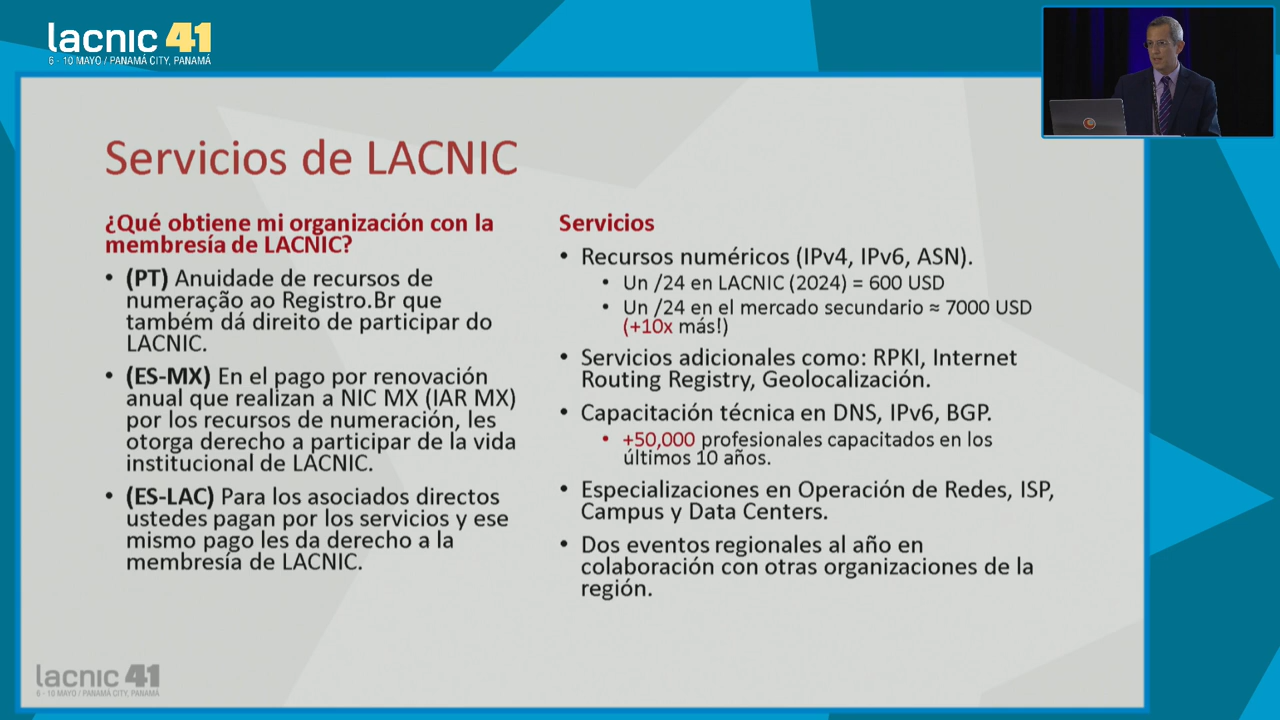 lacnic 41
6 - 10 MAYO / PANAMÁ CITY, PANAMÁ
Servicios de LACNIC
¿Qué obtiene mi organización con la
membresía de LACNIC?
• (PT) Anuidade de recursos de
numeração ao Registro.Br que
também dá direito de participar do
LACNIC.
• (ES-MX) En el pago por renovación
anual que realizan a NIC MX (IAR MX)
por los recursos de numeración, les
otorga derecho a participar de la vida
institucional de LACNIC.
• (ES-LAC) Para los asociados directos
ustedes pagan por los servicios y ese
mismo pago les da derecho a la
membresía de LACNIC.
Servicios
• Recursos numéricos (IPv4, IPv6, ASN).
• Un /24 en LACNIC (2024) = 600 USD
• Un /24 en el mercado secundario ≈ 7000 USD
(+10x más!)
• Servicios adicionales como: RPKI, Internet
Routing Registry, Geolocalización.
• Capacitación técnica en DNS, IPv6, BGP.
• +50,000 profesionales capacitados en los
últimos 10 años.
• Especializaciones en Operación de Redes, ISP,
Campus y Data Centers.
• Dos eventos regionales al año en
colaboración con otras organizaciones de la
región.
lacnic 41
6 - 10 MAYO / PANAMÁ CITY, PANAMÁ